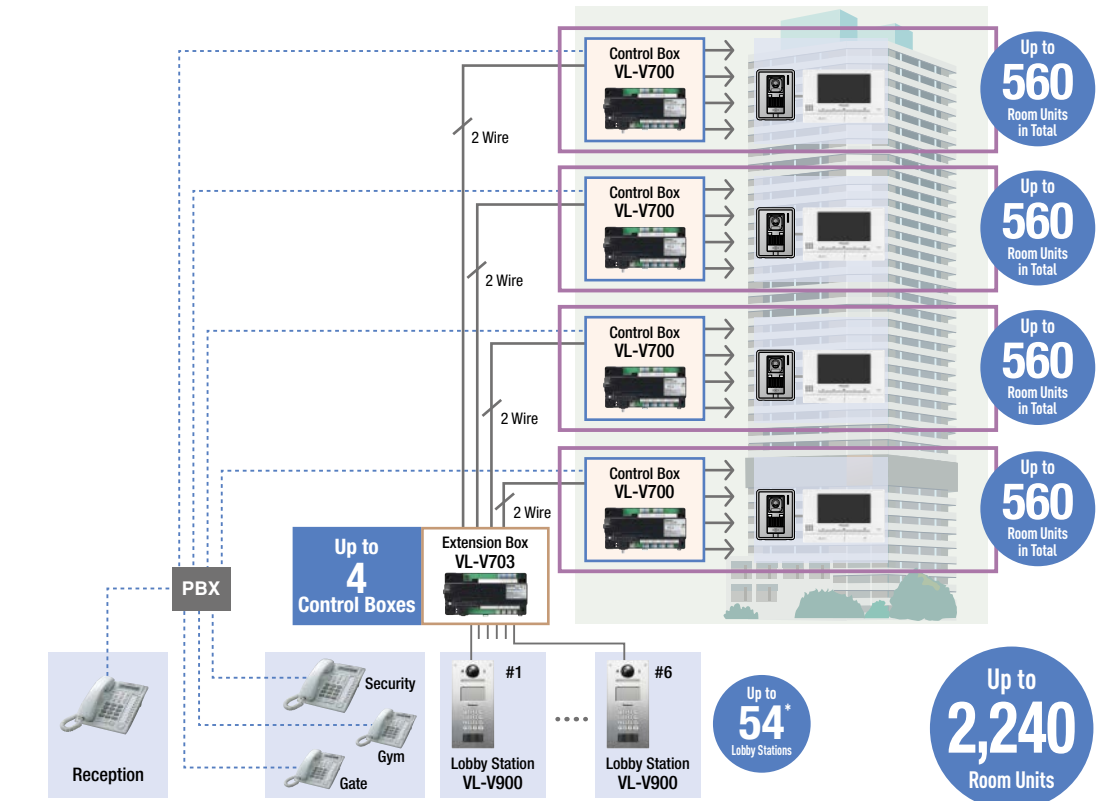 Control Box
VL-V700
Up to
560
Room Units
in Total
2 Wire
Control Box
VL-V700
Up to
560
Room Units
in Total
2 Wire
Control Box
VL-V700
Up to
560
Room Units
in Total
2 Wire
Control Box
VL-V700
Up to
560
Room Units
in Total
2 Wire
Up to
4
Control Boxes
Extension Box
VL-V703
PBX
Reception
Security
Gym
Gate
#1
Lobby Station
VL-V900
#6
Lobby Station
VL-V900
Up to
54*
Lobby Stations
Up to
2,240
Room Units